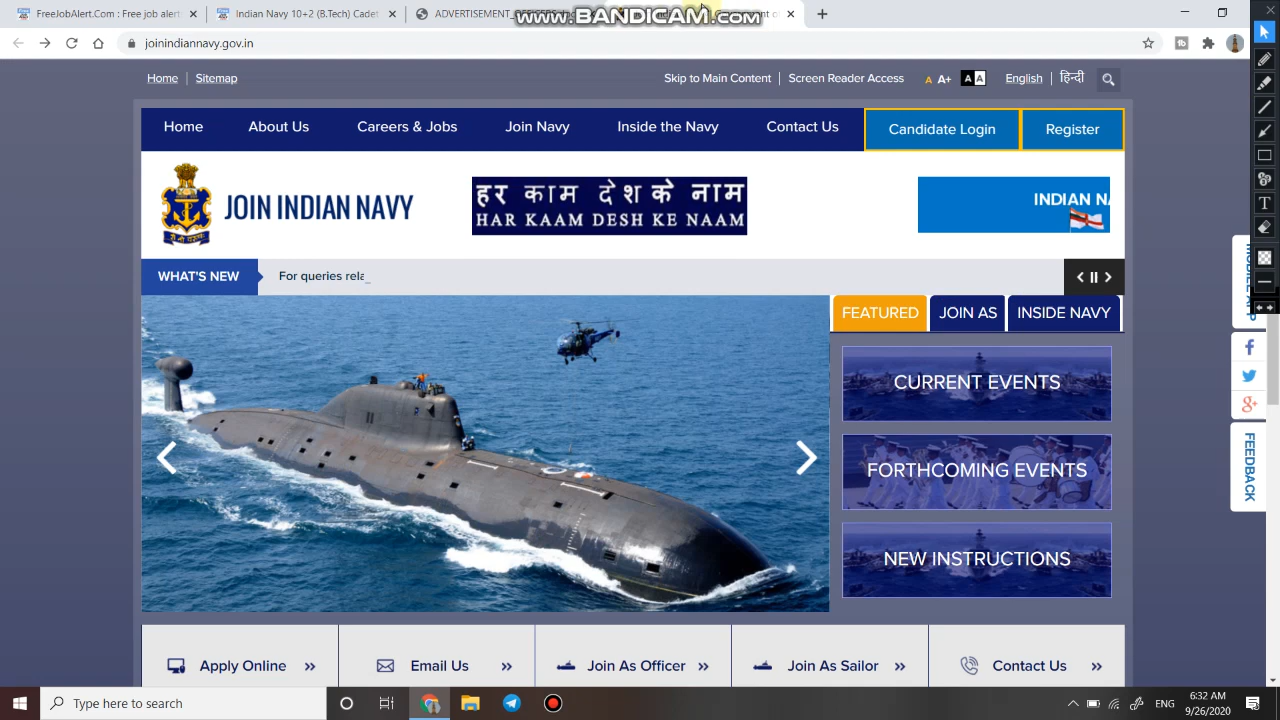 FreeJobAlert.Com : Free job alert
Indian Navy 10+2 (B.Tech) Cadet
ADVERTISEMENT_OFFICERS
www.BANDICAM.com
joinindiannavy.gov.in
Home | Sitemap
Skip to Main Content | Screen Reader Access A A+ A A English | हिन्दी
Home About Us Careers & Jobs Join Navy Inside the Navy Contact Us Candidate Login Register
JOIN INDIAN NAVY
हर काम देश के नाम
HAR KAAM DESH KE NAAM
INDIAN NA
WHAT'S NEW For queries rela_
FEATURED JOIN AS INSIDE NAVY
CURRENT EVENTS
FORTHCOMING EVENTS
NEW INSTRUCTIONS
FEEDBACK
Apply Online » Email Us » Join As Officer » Join As Sailor » Contact Us »
Type here to search
ENG
6:32 AM
9/26/2020